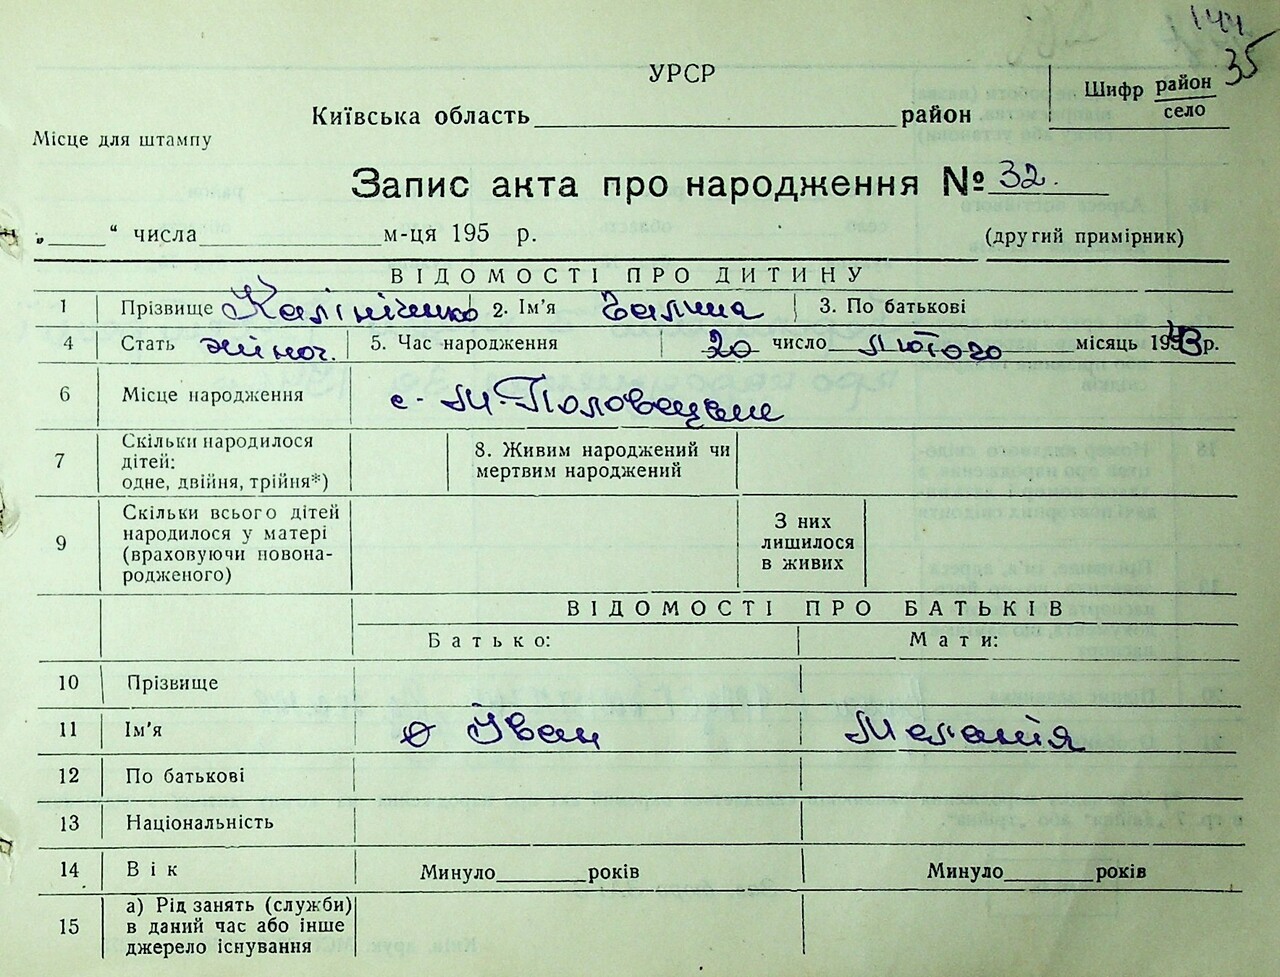 144
35
УРСР
Шифр район
село
Київська область район
Місце для штампу
Запис акта про народження № 32.
„ “ числа м-ця 195 р. (другий примірник)
ВІДОМОСТІ ПРО ДИТИНУ
1 Прізвище Калініченко 2. Ім'я Галина 3. По батькові
4 Стать жіноч. 5. Час народження 20 число лютого місяць 1943 р.
6 Місце народження с. М-Половецьке
7 Скільки народилося
дітей:
одне, двійня, трійня*)
8. Живим народжений чи
мертвим народжений
9 Скільки всього дітей
народилося у матері
(враховуючи новона-
родженого)
З них
лишилося
в живих
ВІДОМОСТІ ПРО БАТЬКІВ
Батько: Мати:
10 Прізвище
11 Ім'я Іван Меланія
12 По батькові
13 Національність
14 Вік Минуло років Минуло років
15 а) Рід занять (служби)
в даний час або інше
джерело існування